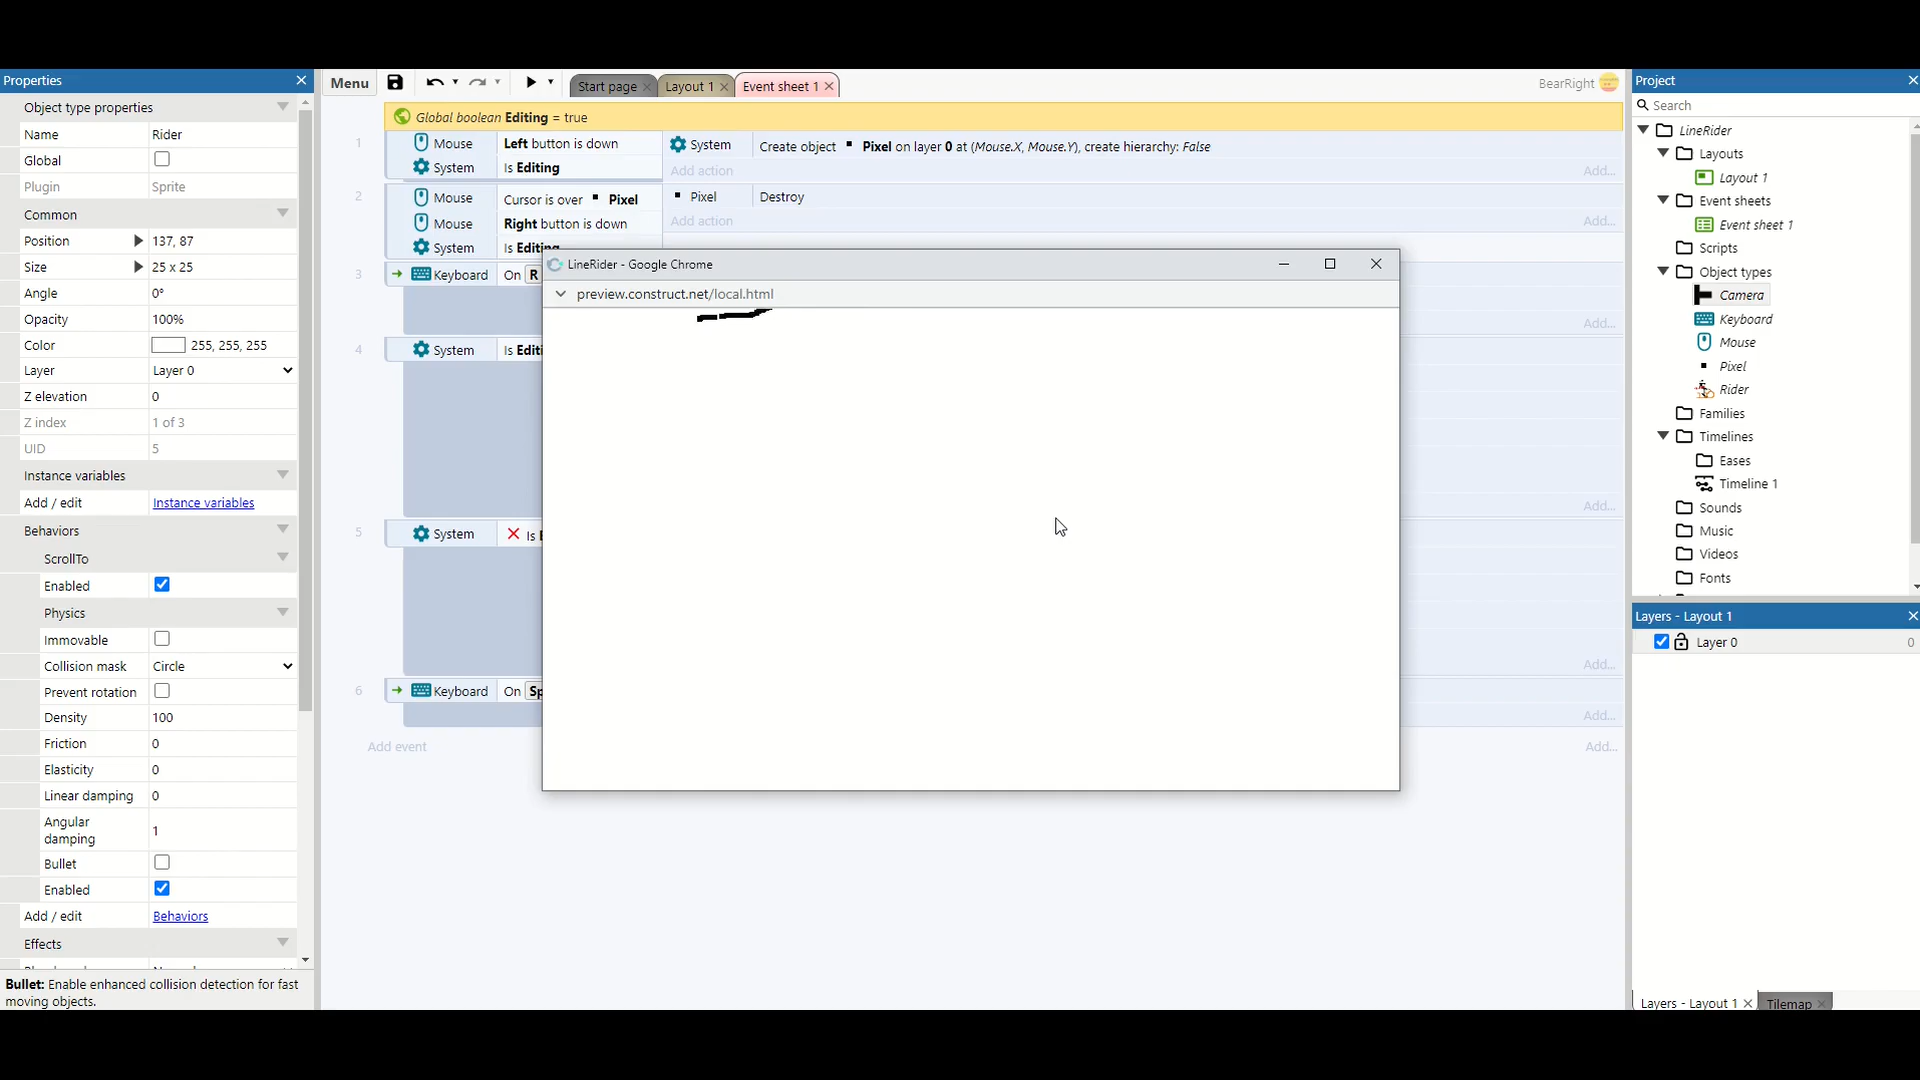 Properties
Object type properties
Name Rider
Global
Plugin Sprite
Common
Position 137, 87
Size 25 x 25
Angle 0°
Opacity 100%
Color 255, 255, 255
Layer Layer 0
Z elevation 0
Z index 1 of 3
UID 5
Instance variables
Add / edit Instance variables
Behaviors
ScrollTo
Enabled
Physics
Immovable
Collision mask Circle
Prevent rotation
Density 100
Friction 0
Elasticity 0
Linear damping 0
Angular damping 1
Bullet
Enabled
Add / edit Behaviors
Effects
Bullet: Enable enhanced collision detection for fast
moving objects.
Menu Start page Layout 1 Event sheet 1 BearRight
Global boolean Editing = true
1 Mouse Left button is down System Create object Pixel on layer 0 at (Mouse.X, Mouse.Y), create hierarchy: False
System Is Editing Add action Add...
2 Mouse Cursor is over Pixel Pixel Destroy
Mouse Right button is down Add action Add...
System Is Editing
3 Keyboard On R
Add...
4 System Is Editi
Add...
5 System Is E
Add...
6 Keyboard On Sp
Add...
Add event Add...
LineRider - Google Chrome
preview.construct.net/local.html
Project
Search
LineRider
Layouts
Layout 1
Event sheets
Event sheet 1
Scripts
Object types
Camera
Keyboard
Mouse
Pixel
Rider
Families
Timelines
Eases
Timeline 1
Sounds
Music
Videos
Fonts
Layers - Layout 1
Layer 0 0
Layers - Layout 1 Tilemap